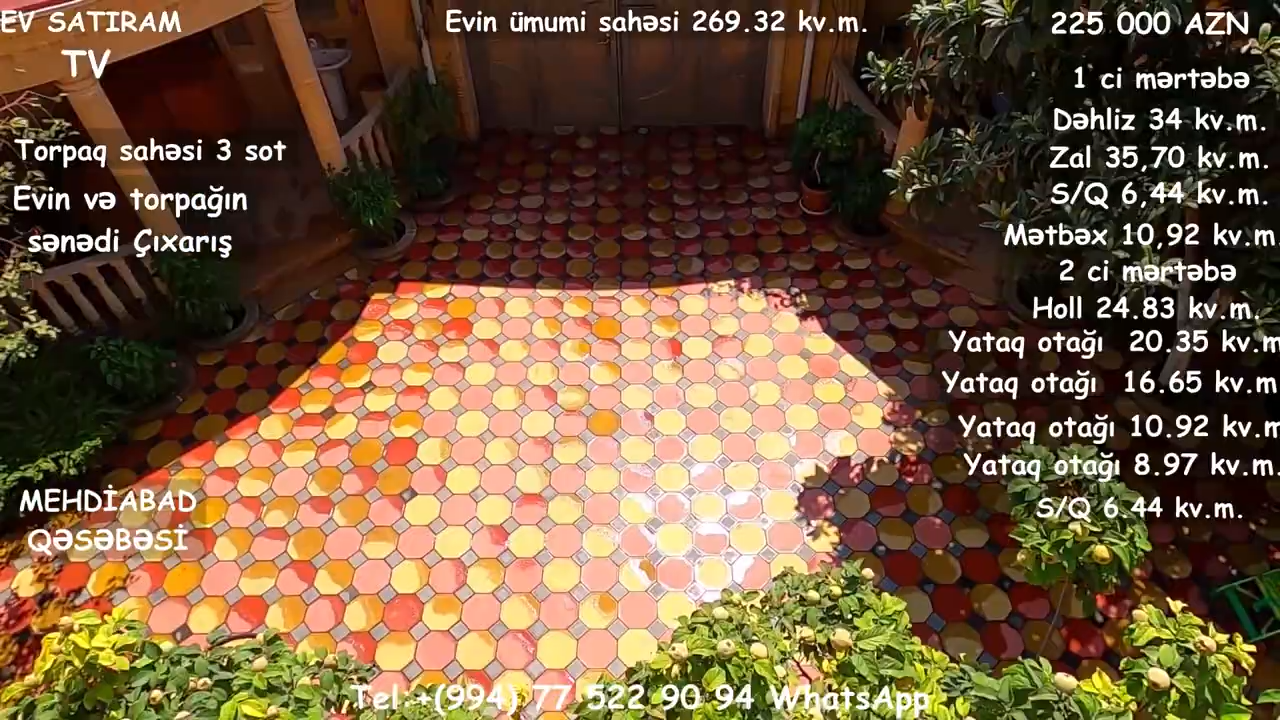 EV SATIRAM
TV
Evin ümumi sahəsi 269.32 kv.m.
225 000 AZN
Torpaq sahəsi 3 sot
Evin və torpağın
sənədi Çıxarış
1 ci mərtəbə
Dəhliz 34 kv.m.
Zal 35,70 kv.m.
S/Q 6,44 kv.m.
Mətbəx 10,92 kv.m
2 ci mərtəbə
Holl 24.83 kv.m.
Yataq otağı 20.35 kv.m
Yataq otağı 16.65 kv.m
Yataq otağı 10.92 kv.m
Yataq otağı 8.97 kv.m.
S/Q 6.44 kv.m.
MEHDİABAD
QƏSƏBƏSİ
Tel:+(994) 77 522 90 94 WhatsApp